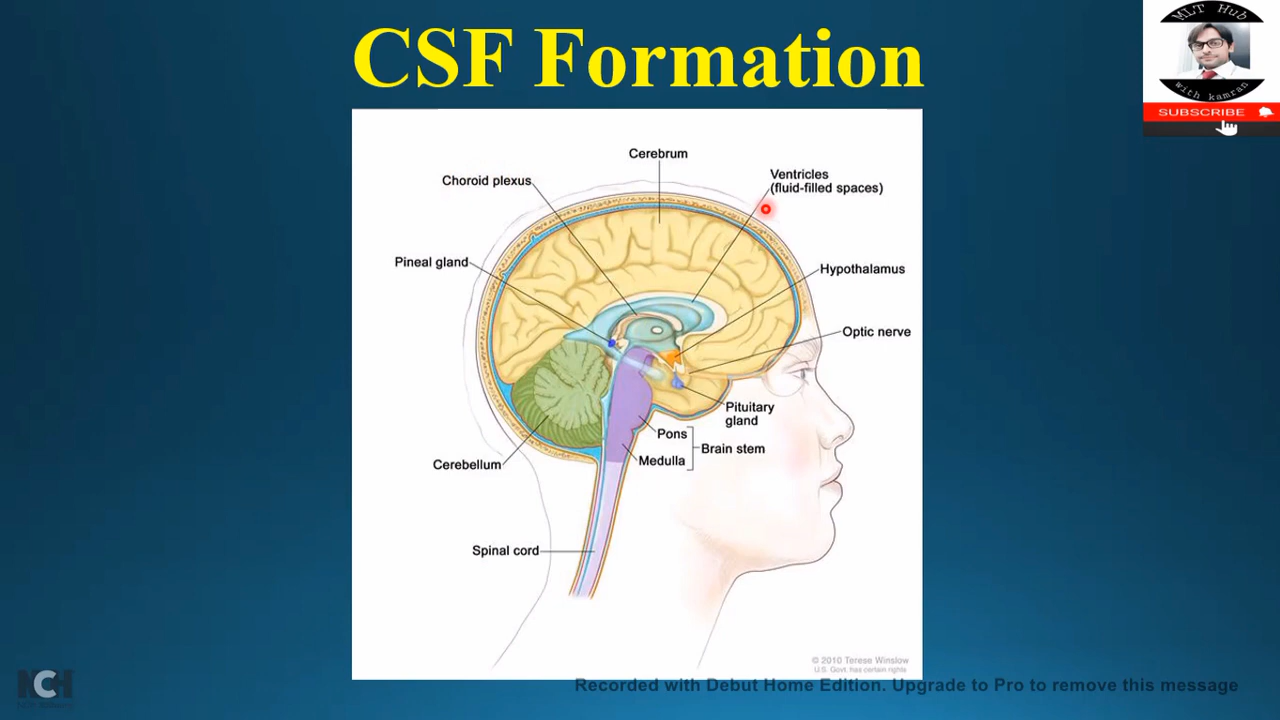 CSF Formation
MLT Hub
with kamran
SUBSCRIBE
Cerebrum
Choroid plexus
Ventricles
(fluid-filled spaces)
Pineal gland
Hypothalamus
Optic nerve
Pituitary
gland
Pons
Brain stem
Medulla
Cerebellum
Spinal cord
© 2010 Terese Winslow
U.S. Govt. has certain rights
NCH
Recorded with Debut Home Edition. Upgrade to Pro to remove this message